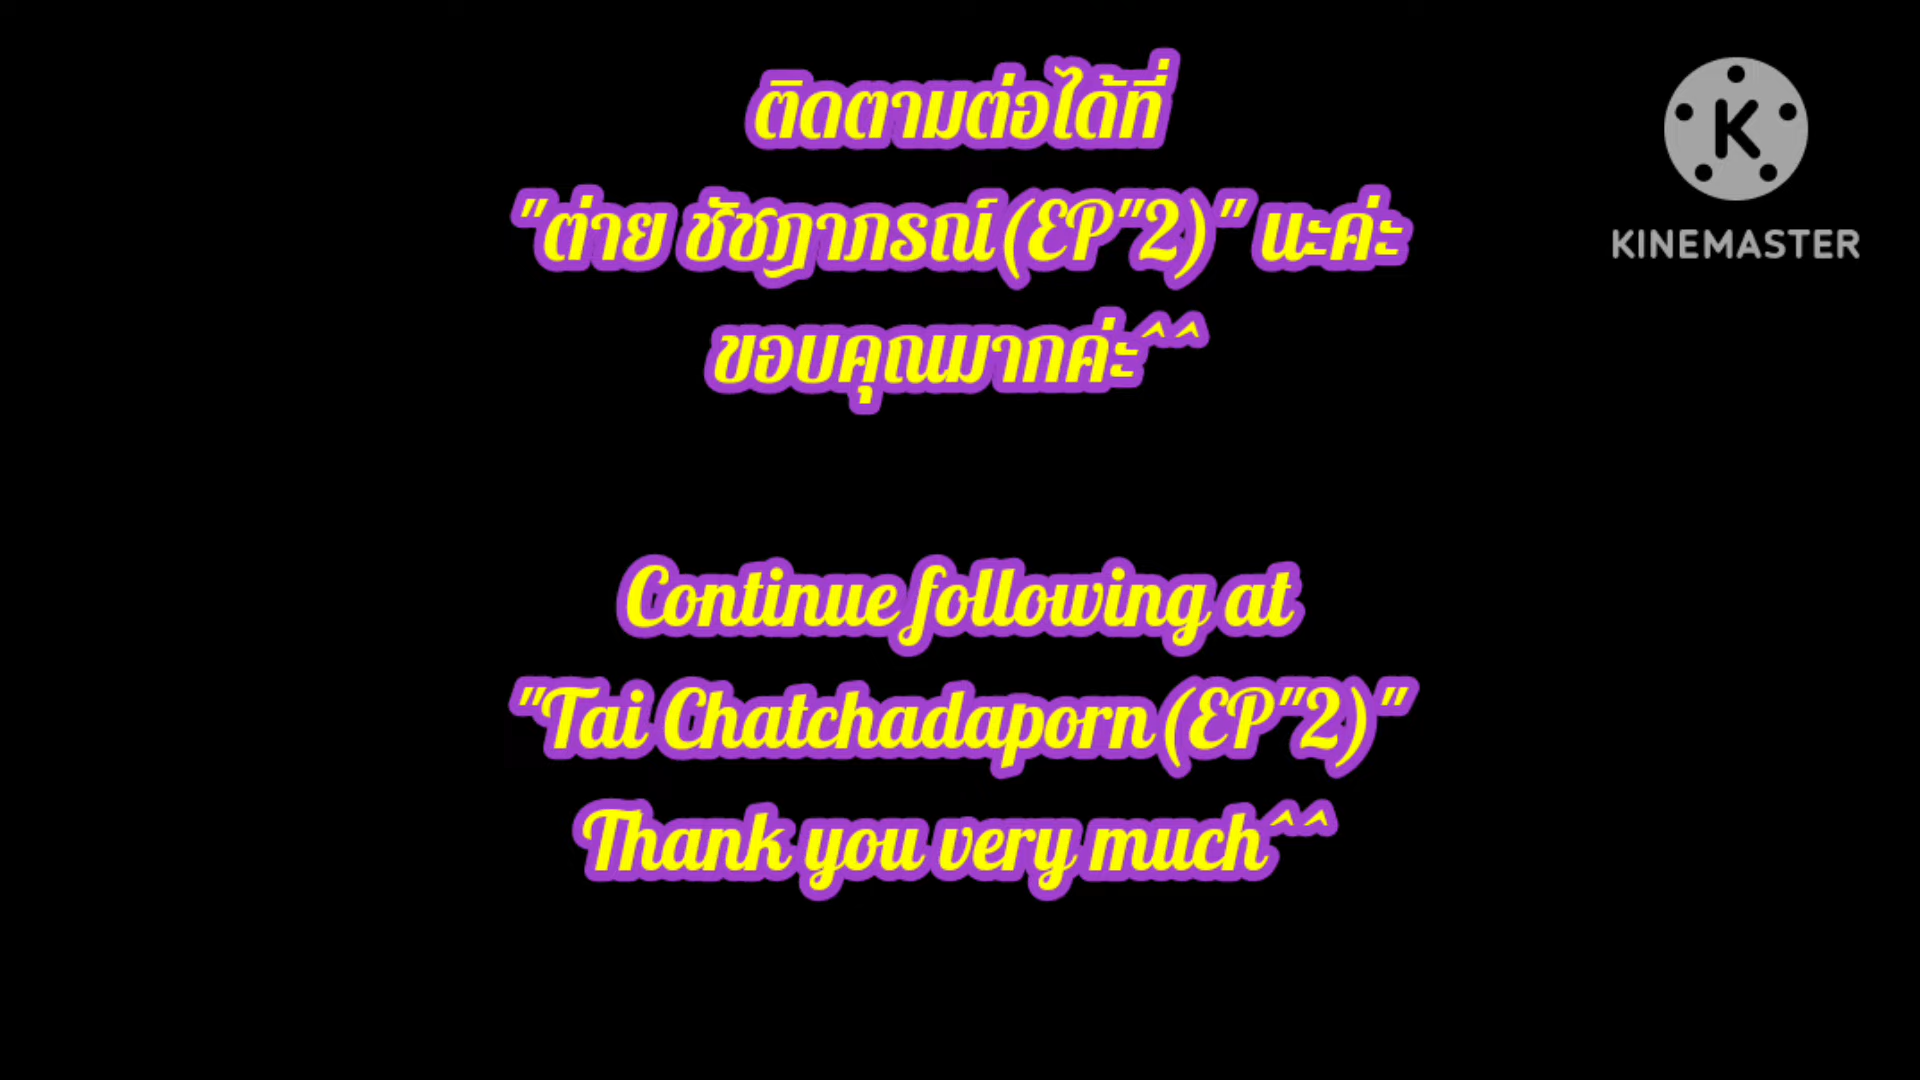 ติดตามต่อได้ที่
"ต่าย ชัชฎาภรณ์(EP"2)" นะค่ะ
ขอบคุณมากค่ะ^^
Continue following at
"Tai Chatchadaporn(EP"2)"
Thank you very much^^
K
KINEMASTER